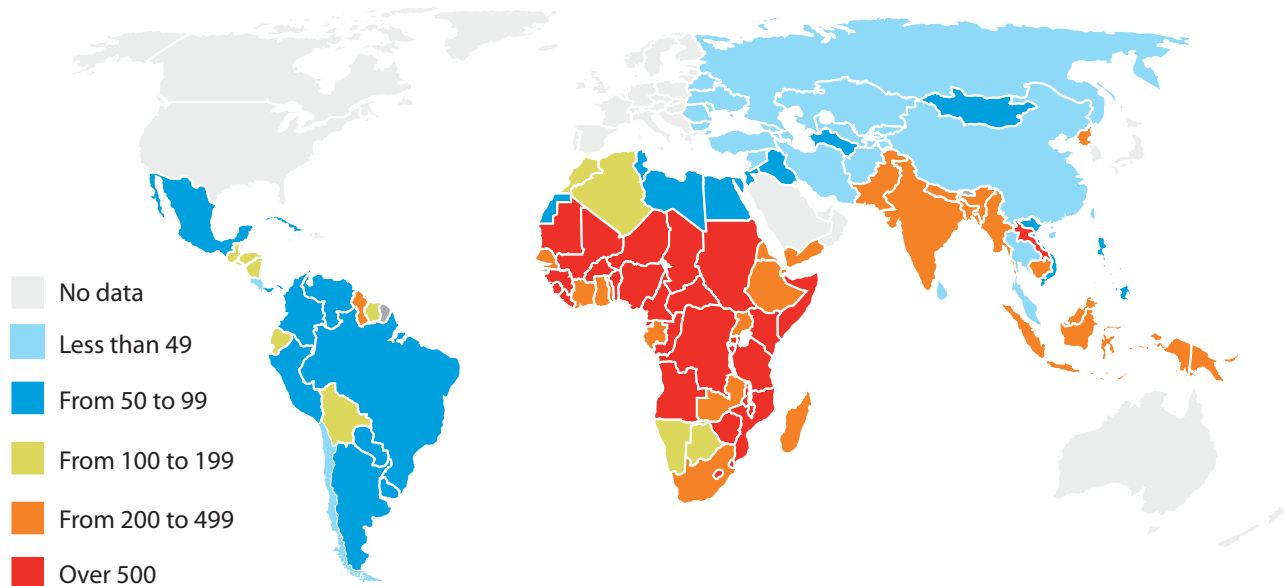 No data
Less than 49
From 50 to 99
From 100 to 199
From 200 to 499
Over 500